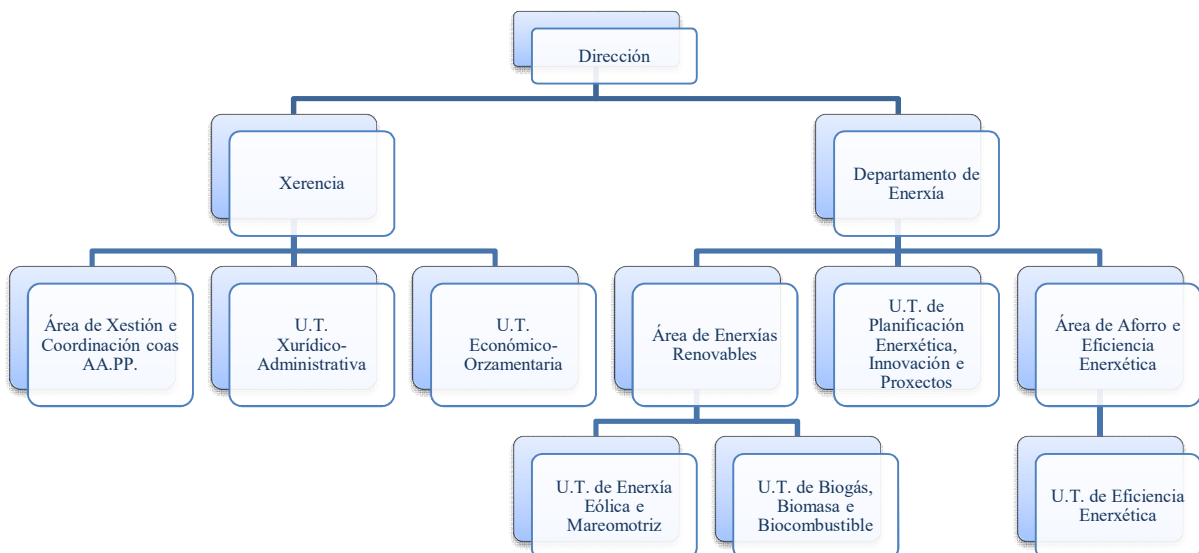 Dirección
Xerencia
Departamento de
Enerxía
Área de Xestión e
Coordinación coas
AA.PP.
U.T.
Xurídico-
Administrativa
U.T.
Económico-
Orzamentaria
Área de Enerxías
Renovables
U.T. de
Planificación
Enerxética,
Innovación e
Proxectos
Área de Aforro e
Eficiencia
Enerxética
U.T. de Enerxía
Eólica e
Mareomotriz
U.T. de Biogás,
Biomasa e
Biocombustible
U.T. de Eficiencia
Enerxética